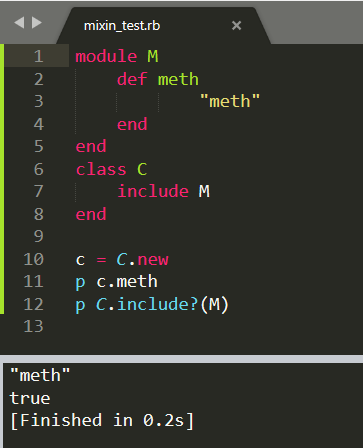 mixin_test.rb
1 module M
2     def meth
3             "meth"
4     end
5 end
6 class C
7     include M
8 end
9
10 c = C.new
11 p c.meth
12 p C.include?(M)
13
"meth"
true
[Finished in 0.2s]